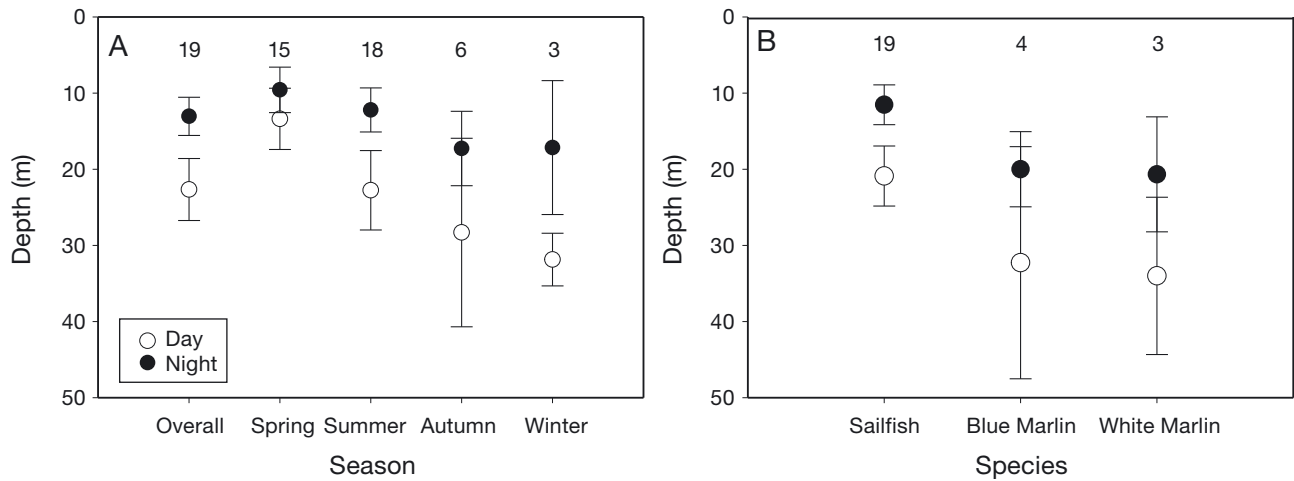 A
19 15 18 6 3
0
10
20
30
40
50
Depth (m)
Day
Night
Overall Spring Summer Autumn Winter
Season
B
19 4 3
0
10
20
30
40
50
Depth (m)
Sailfish Blue Marlin White Marlin
Species